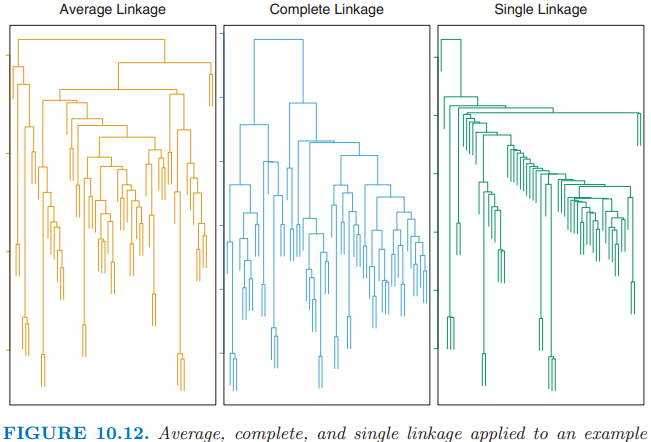 Average Linkage
Complete Linkage
Single Linkage
FIGURE 10.12. Average, complete, and single linkage applied to an example